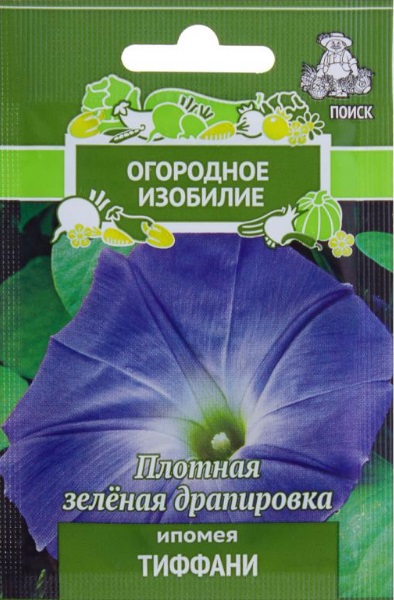 ПОИСК
ОГОРОДНОЕ
ИЗОБИЛИЕ
Плотная
зелёная драпировка
ипомея
ТИФФАНИ